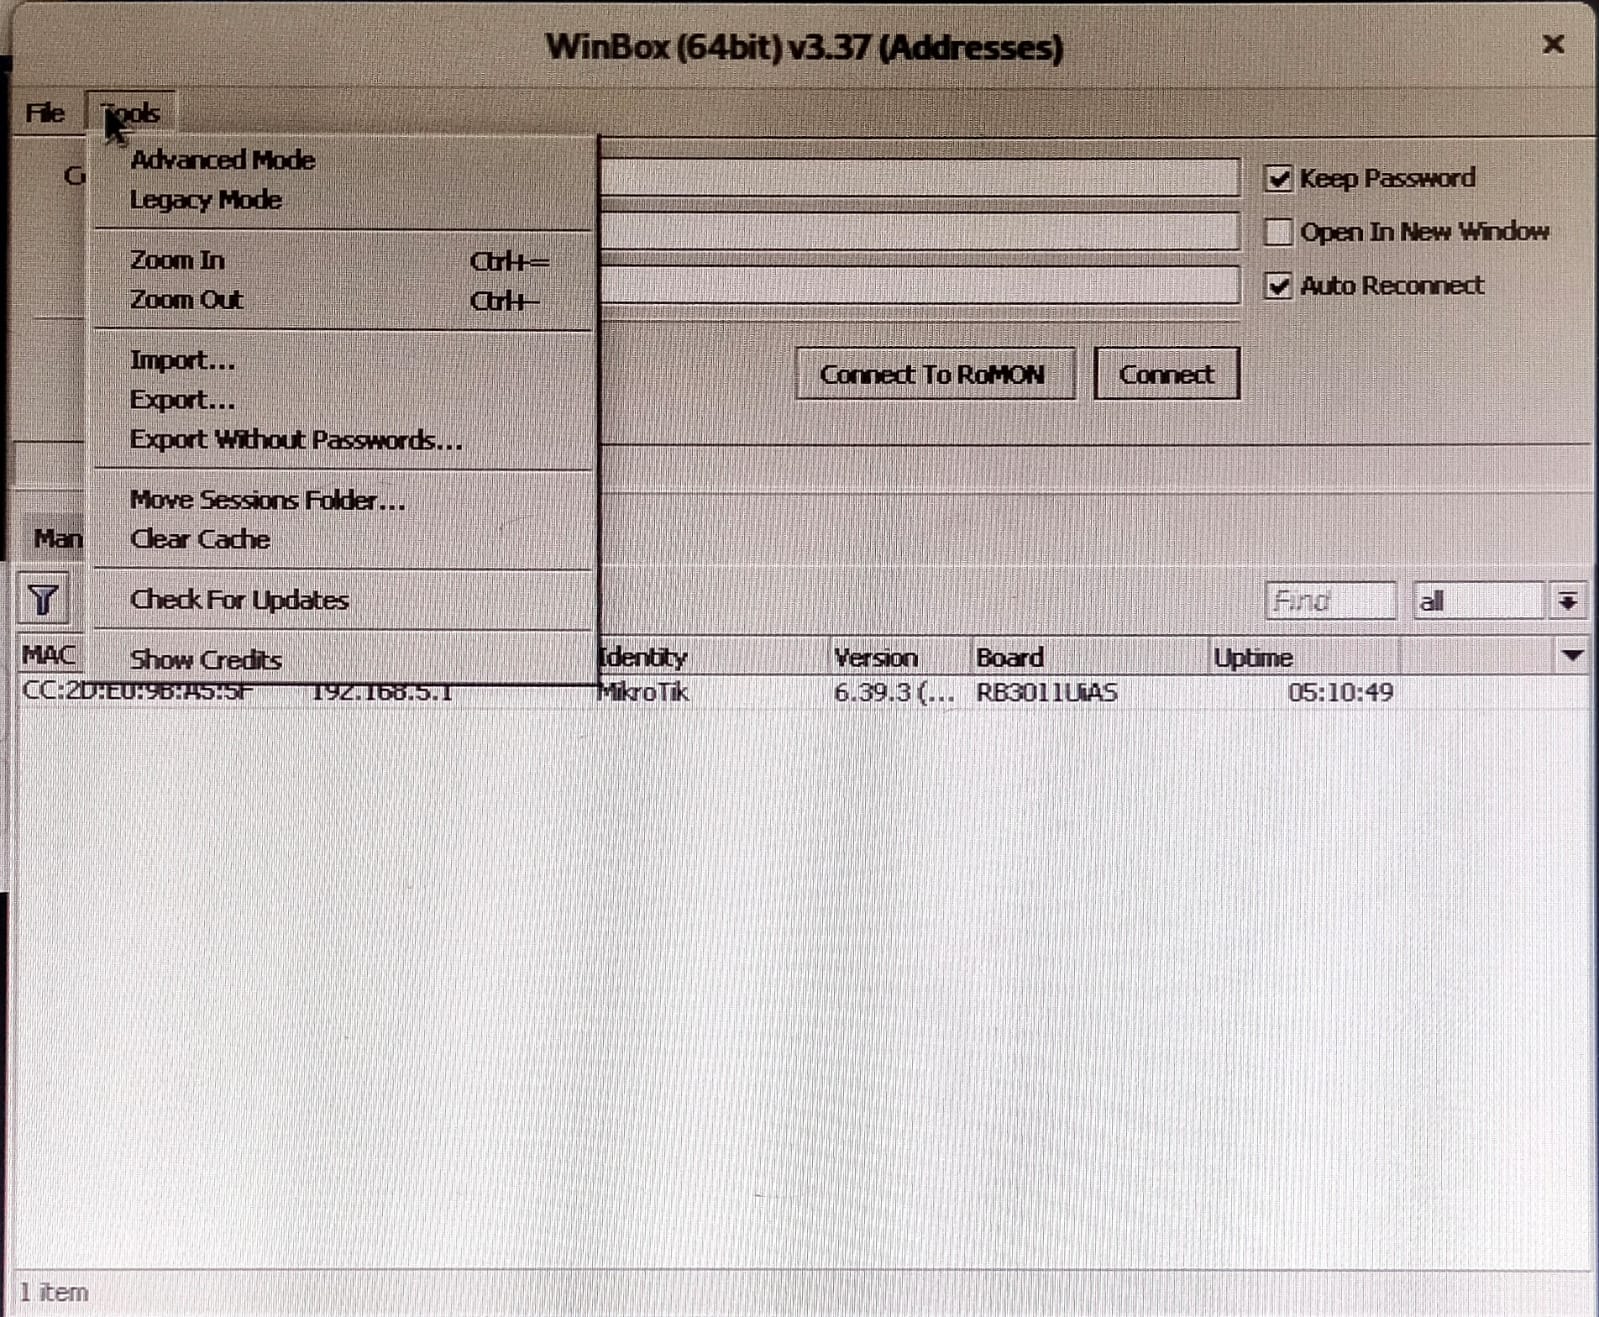 WinBox (64bit) v3.37 (Addresses)
File Tools
Advanced Mode
Legacy Mode
Keep Password
Zoom In Ctrl+=
Open In New Window
Zoom Out Ctrl+-
Auto Reconnect
Import...
Connect To RoMON Connect
Export...
Export Without Passwords...
Move Sessions Folder...
Man
Clear Cache
Check For Updates
Find all
MAC
Show Credits
Identity Version Board Uptime
CC:2D:E0:9B:A5:5F 192.168.5.1 MikroTik 6.39.3 (... RB3011UiAS 05:10:49
1 item